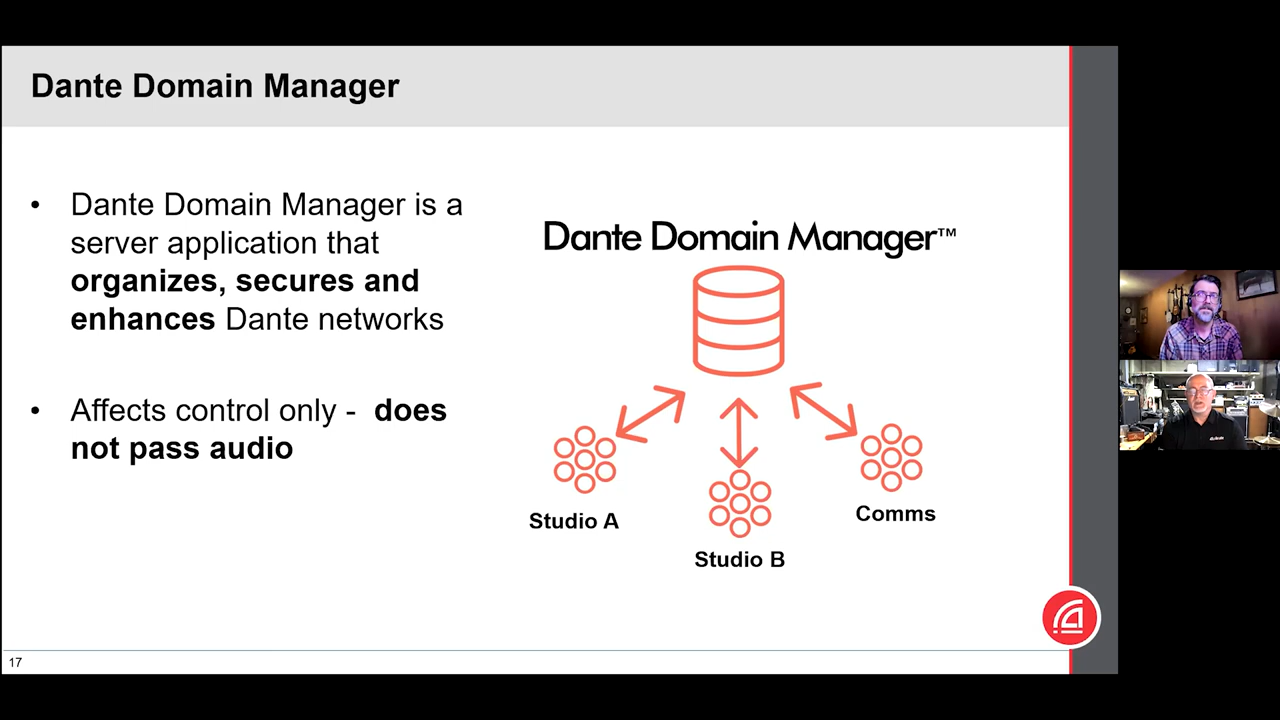 Dante Domain Manager
• Dante Domain Manager is a
server application that
organizes, secures and
enhances Dante networks
• Affects control only - does
not pass audio
Dante Domain Manager™
Studio A
Studio B
Comms
17